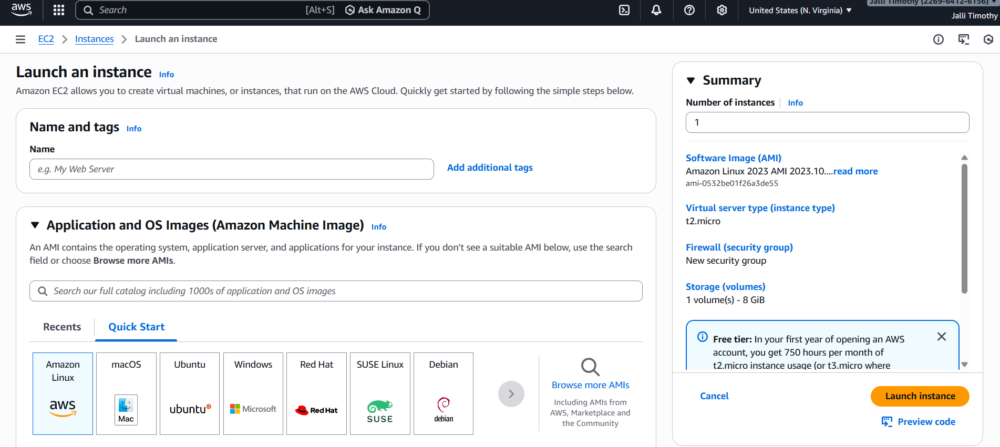 aws
Search [Alt+S] Ask Amazon Q
United States (N. Virginia)
Jalli Timothy (2269-6412-6156)
Jalli Timothy
EC2 Instances Launch an instance
Launch an instance Info
Amazon EC2 allows you to create virtual machines, or instances, that run on the AWS Cloud. Quickly get started by following the simple steps below.
Name and tags Info
Name
e.g. My Web Server
Add additional tags
Application and OS Images (Amazon Machine Image) Info
An AMI contains the operating system, application server, and applications for your instance. If you don't see a suitable AMI below, use the search
field or choose Browse more AMIs.
Search our full catalog including 1000s of application and OS images
Recents
Quick Start
Amazon
Linux
aws
macOS
Mac
Ubuntu
ubuntu
Windows
Microsoft
Red Hat
Red Hat
SUSE Linux
SUSE
Debian
debian
Browse more AMIs
Including AMIs from
AWS, Marketplace and
the Community
Summary
Number of instances Info
1
Software Image (AMI)
Amazon Linux 2023 AMI 2023.10....read more
ami-0532be01f26a3de55
Virtual server type (instance type)
t2.micro
Firewall (security group)
New security group
Storage (volumes)
1 volume(s) - 8 GiB
Free tier: In your first year of opening an AWS
account, you get 750 hours per month of
t2.micro instance usage (or t3.micro where
Cancel
Launch instance
Preview code